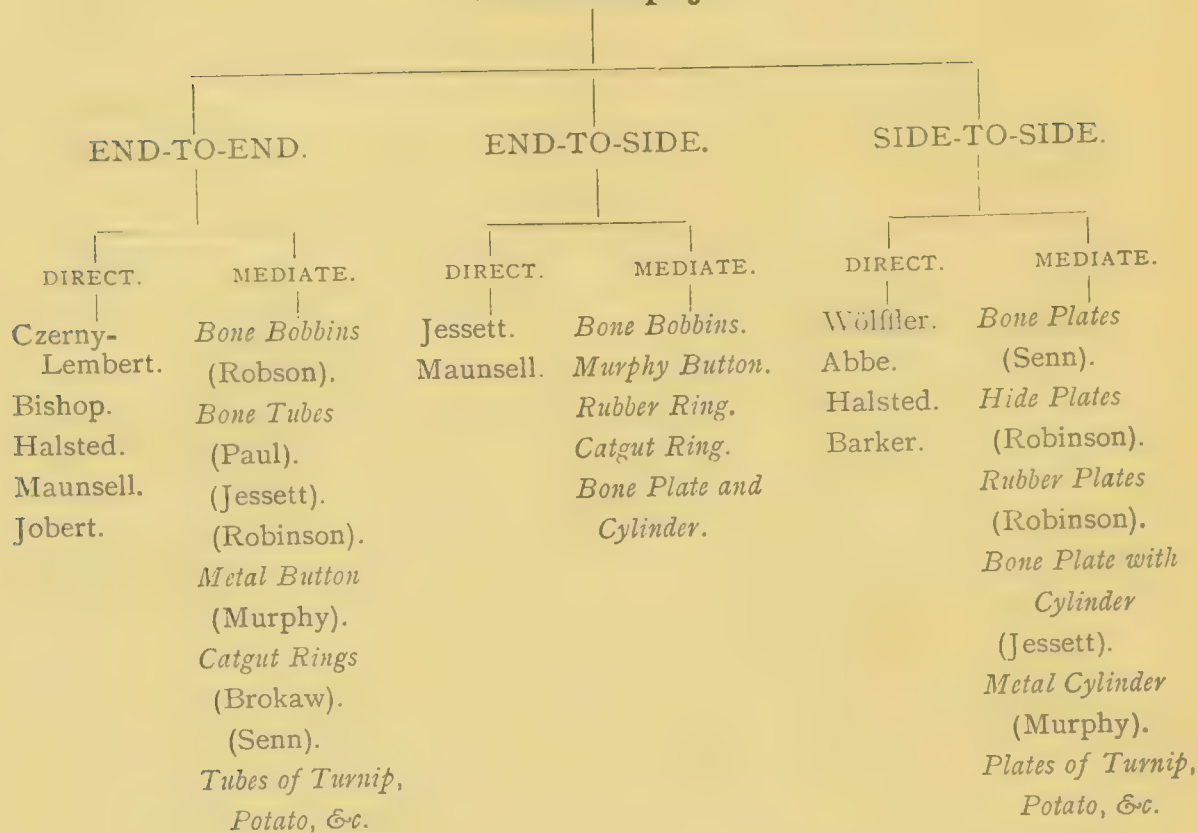 END-TO-END.
END-TO-SIDE.
SIDE-TO-SIDE.
DIRECT.
Czerny-
Lembert.
Bishop.
Halsted.
Maunsell.
Jobert.
MEDIATE.
Bone Bobbins
(Robson).
Bone Tubes
(Paul).
(Jessett).
(Robinson).
Metal Button
(Murphy).
Catgut Rings
(Brokaw).
(Senn).
Tubes of Turnip,
Potato, &c.
DIRECT.
Jessett.
Maunsell.
MEDIATE.
Bone Bobbins.
Murphy Button.
Rubber Ring.
Catgut Ring.
Bone Plate and
Cylinder.
DIRECT.
Wölfler.
Abbe.
Halsted.
Barker.
MEDIATE.
Bone Plates
(Senn).
Hide Plates
(Robinson).
Rubber Plates
(Robinson).
Bone Plate with
Cylinder
(Jessett).
Metal Cylinder
(Murphy).
Plates of Turnip,
Potato, &c.